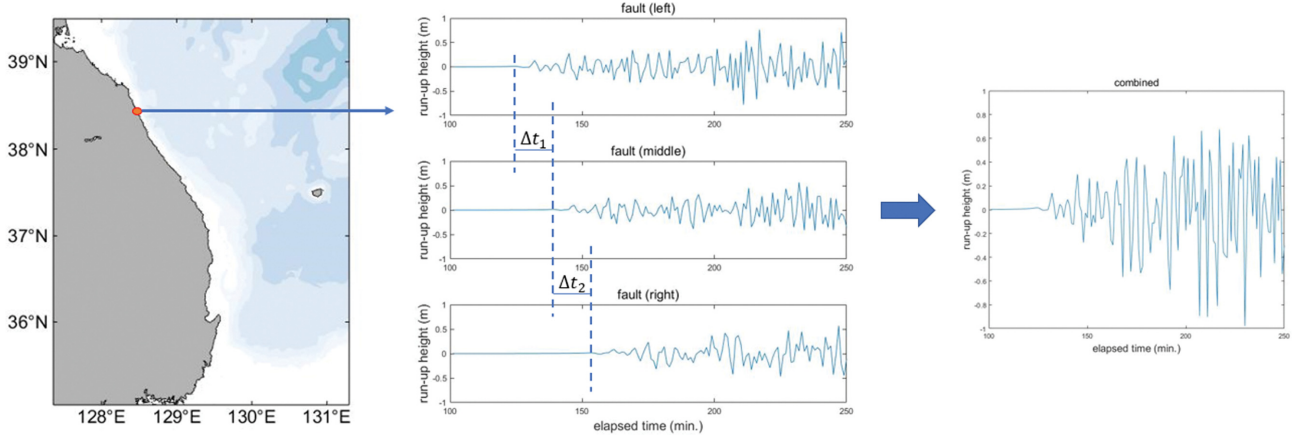 39°N
38°N
37°N
36°N
128°E 129°E 130°E 131°E
fault (left)
run-up height (m)
1
0.5
0
-0.5
-1
100 150 200 250
Δt1
fault (middle)
run-up height (m)
1
0.5
0
-0.5
-1
100 150 200 250
Δt2
fault (right)
run-up height (m)
1
0.5
0
-0.5
-1
100 150 200 250
elapsed time (min.)
combined
run-up height (m)
1
0.8
0.6
0.4
0.2
0
-0.2
-0.4
-0.6
-0.8
-1
100 150 200 250
elapsed time (min.)